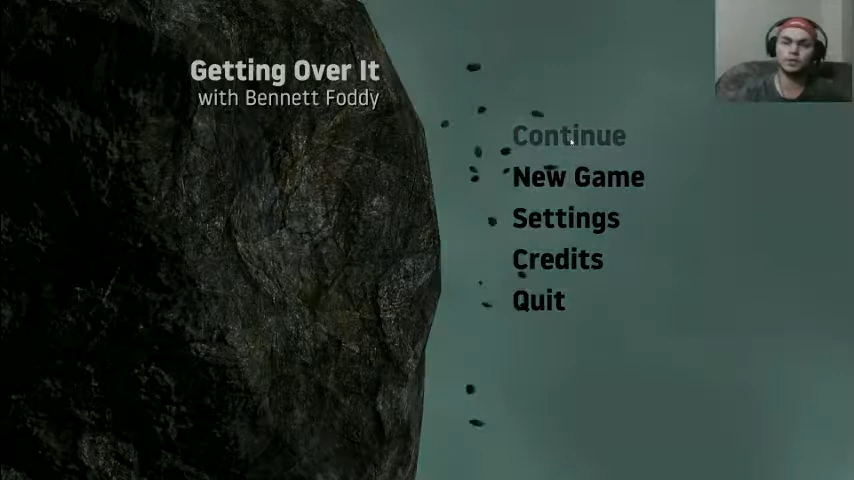 Getting Over It
with Bennett Foddy
Continue
New Game
Settings
Credits
Quit